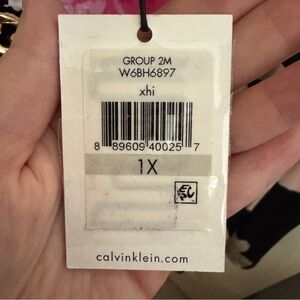 GROUP 2M
W6BH6897
xhi
8 89609 40025 7
1X
calvinklein.com